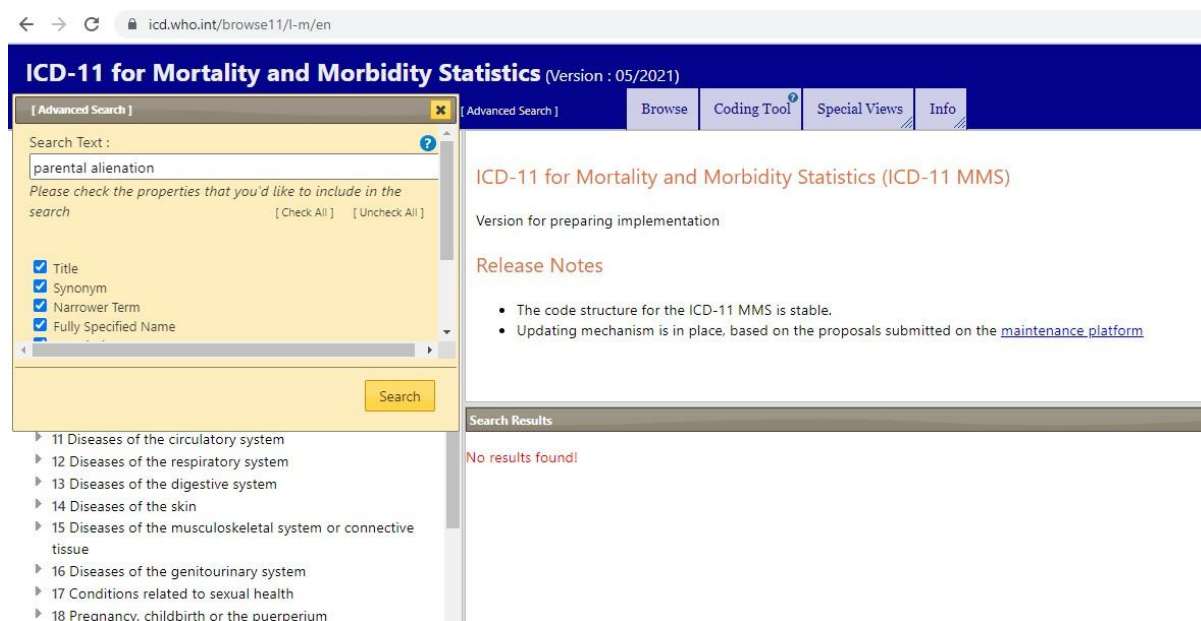 icd.who.int/browse11/l-m/en
ICD-11 for Mortality and Morbidity Statistics (Version : 05/2021)
[ Advanced Search ]
[ Advanced Search ]
Browse
Coding Tool
Special Views
Info
Search Text :
parental alienation
Please check the properties that you'd like to include in the
search [ Check All ] [ Uncheck All ]
Title
Synonym
Narrower Term
Fully Specified Name
Search
11 Diseases of the circulatory system
12 Diseases of the respiratory system
13 Diseases of the digestive system
14 Diseases of the skin
15 Diseases of the musculoskeletal system or connective
tissue
16 Diseases of the genitourinary system
17 Conditions related to sexual health
18 Pregnancy, childbirth or the puerperium
ICD-11 for Mortality and Morbidity Statistics (ICD-11 MMS)
Version for preparing implementation
Release Notes
• The code structure for the ICD-11 MMS is stable.
• Updating mechanism is in place, based on the proposals submitted on the maintenance platform
Search Results
No results found!